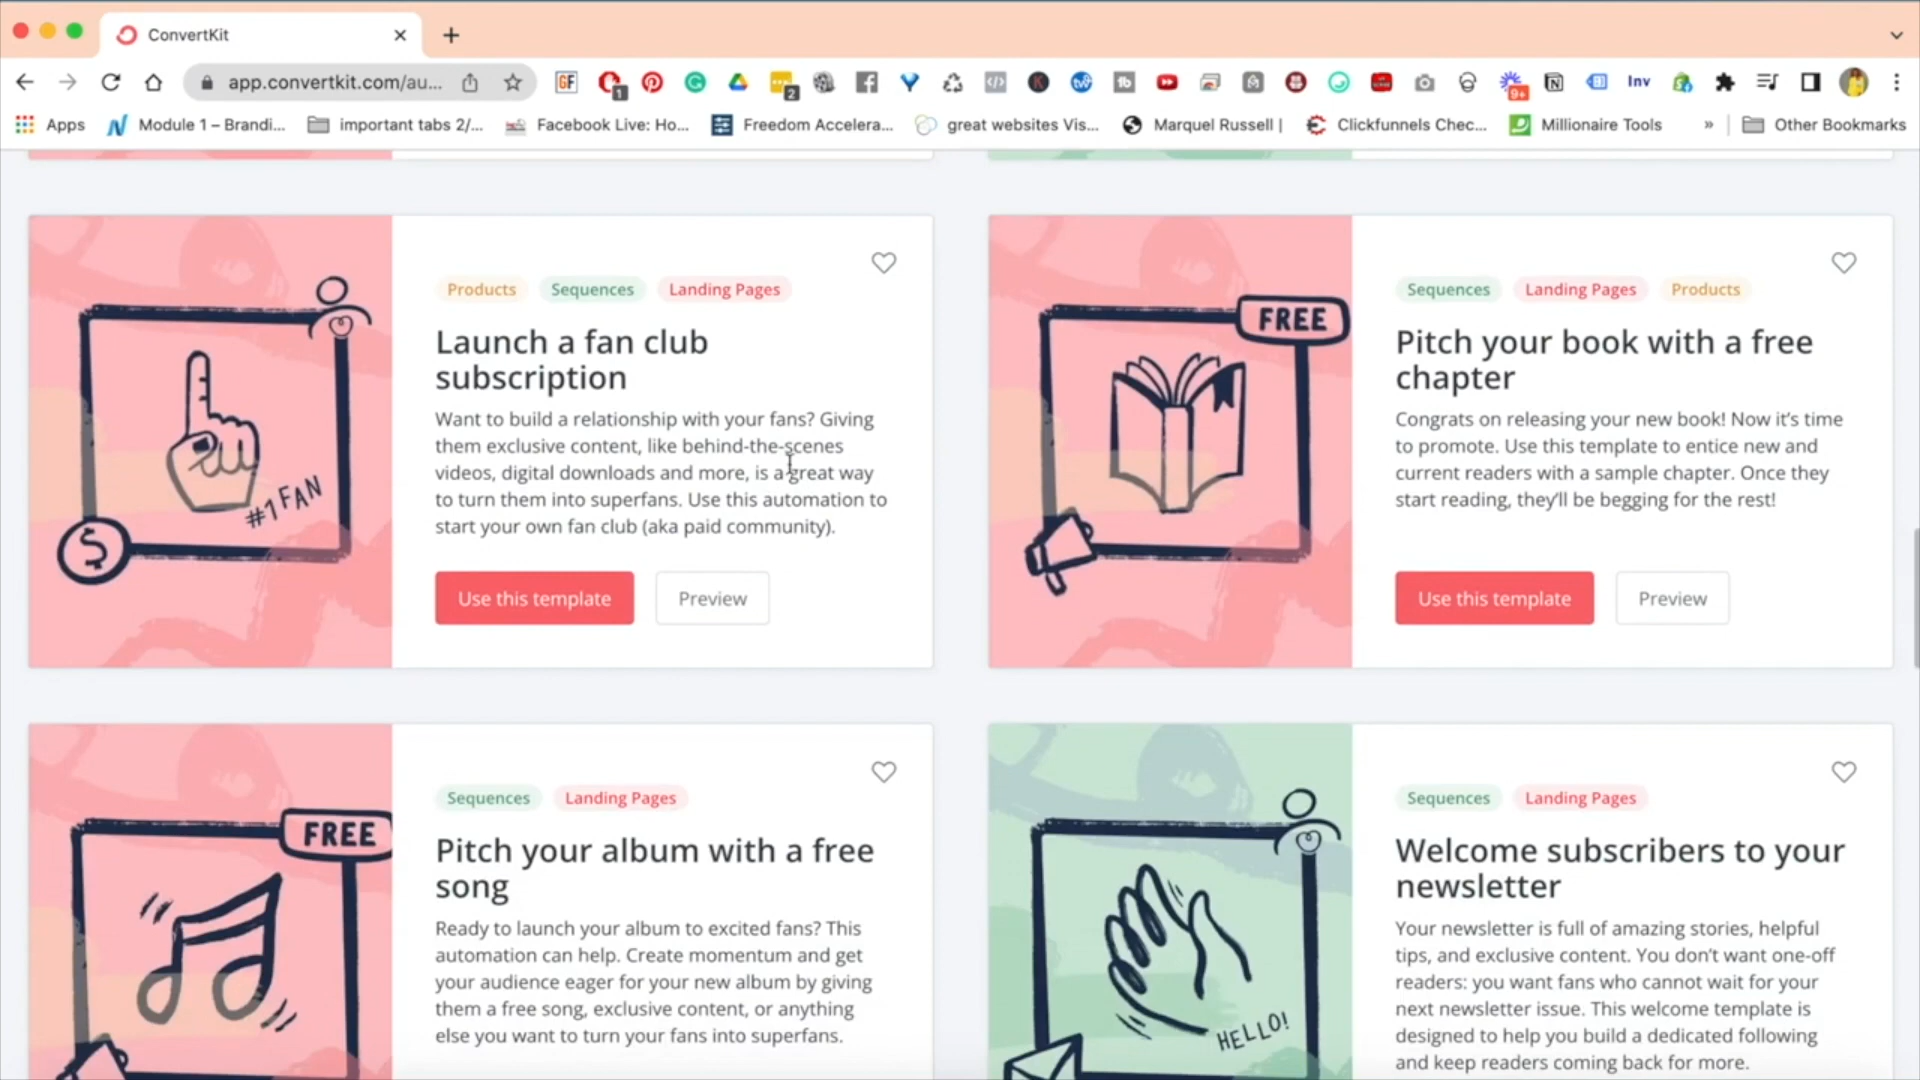 ConvertKit
app.convertkit.com/au...
GF
1
2
tw
tb
9+
Inv
Apps
Module 1 – Brandi...
important tabs 2/...
Facebook Live: Ho...
Freedom Accelera...
great websites Vis...
Marquel Russell |
Clickfunnels Chec...
Millionaire Tools
»
Other Bookmarks
#1 FAN
$
Products
Sequences
Landing Pages
Launch a fan club
subscription
Want to build a relationship with your fans? Giving
them exclusive content, like behind-the-scenes
videos, digital downloads and more, is a great way
to turn them into superfans. Use this automation to
start your own fan club (aka paid community).
Use this template
Preview
FREE
Sequences
Landing Pages
Products
Pitch your book with a free
chapter
Congrats on releasing your new book! Now it's time
to promote. Use this template to entice new and
current readers with a sample chapter. Once they
start reading, they'll be begging for the rest!
Use this template
Preview
FREE
Sequences
Landing Pages
Pitch your album with a free
song
Ready to launch your album to excited fans? This
automation can help. Create momentum and get
your audience eager for your new album by giving
them a free song, exclusive content, or anything
else you want to turn your fans into superfans.
HELLO!
Sequences
Landing Pages
Welcome subscribers to your
newsletter
Your newsletter is full of amazing stories, helpful
tips, and exclusive content. You don't want one-off
readers: you want fans who cannot wait for your
next newsletter issue. This welcome template is
designed to help you build a dedicated following
and keep readers coming back for more.